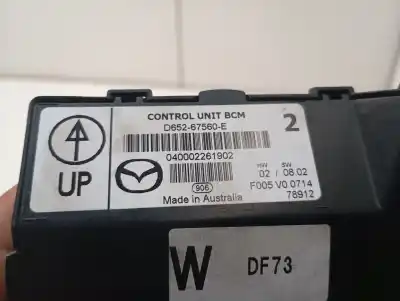 CONTROL UNIT BCM
D652-67560-E
2
040002261902
UP
HW SW
02 / 08.02
906
F005 V0 0714
Made in Australia
78912
W
DF73